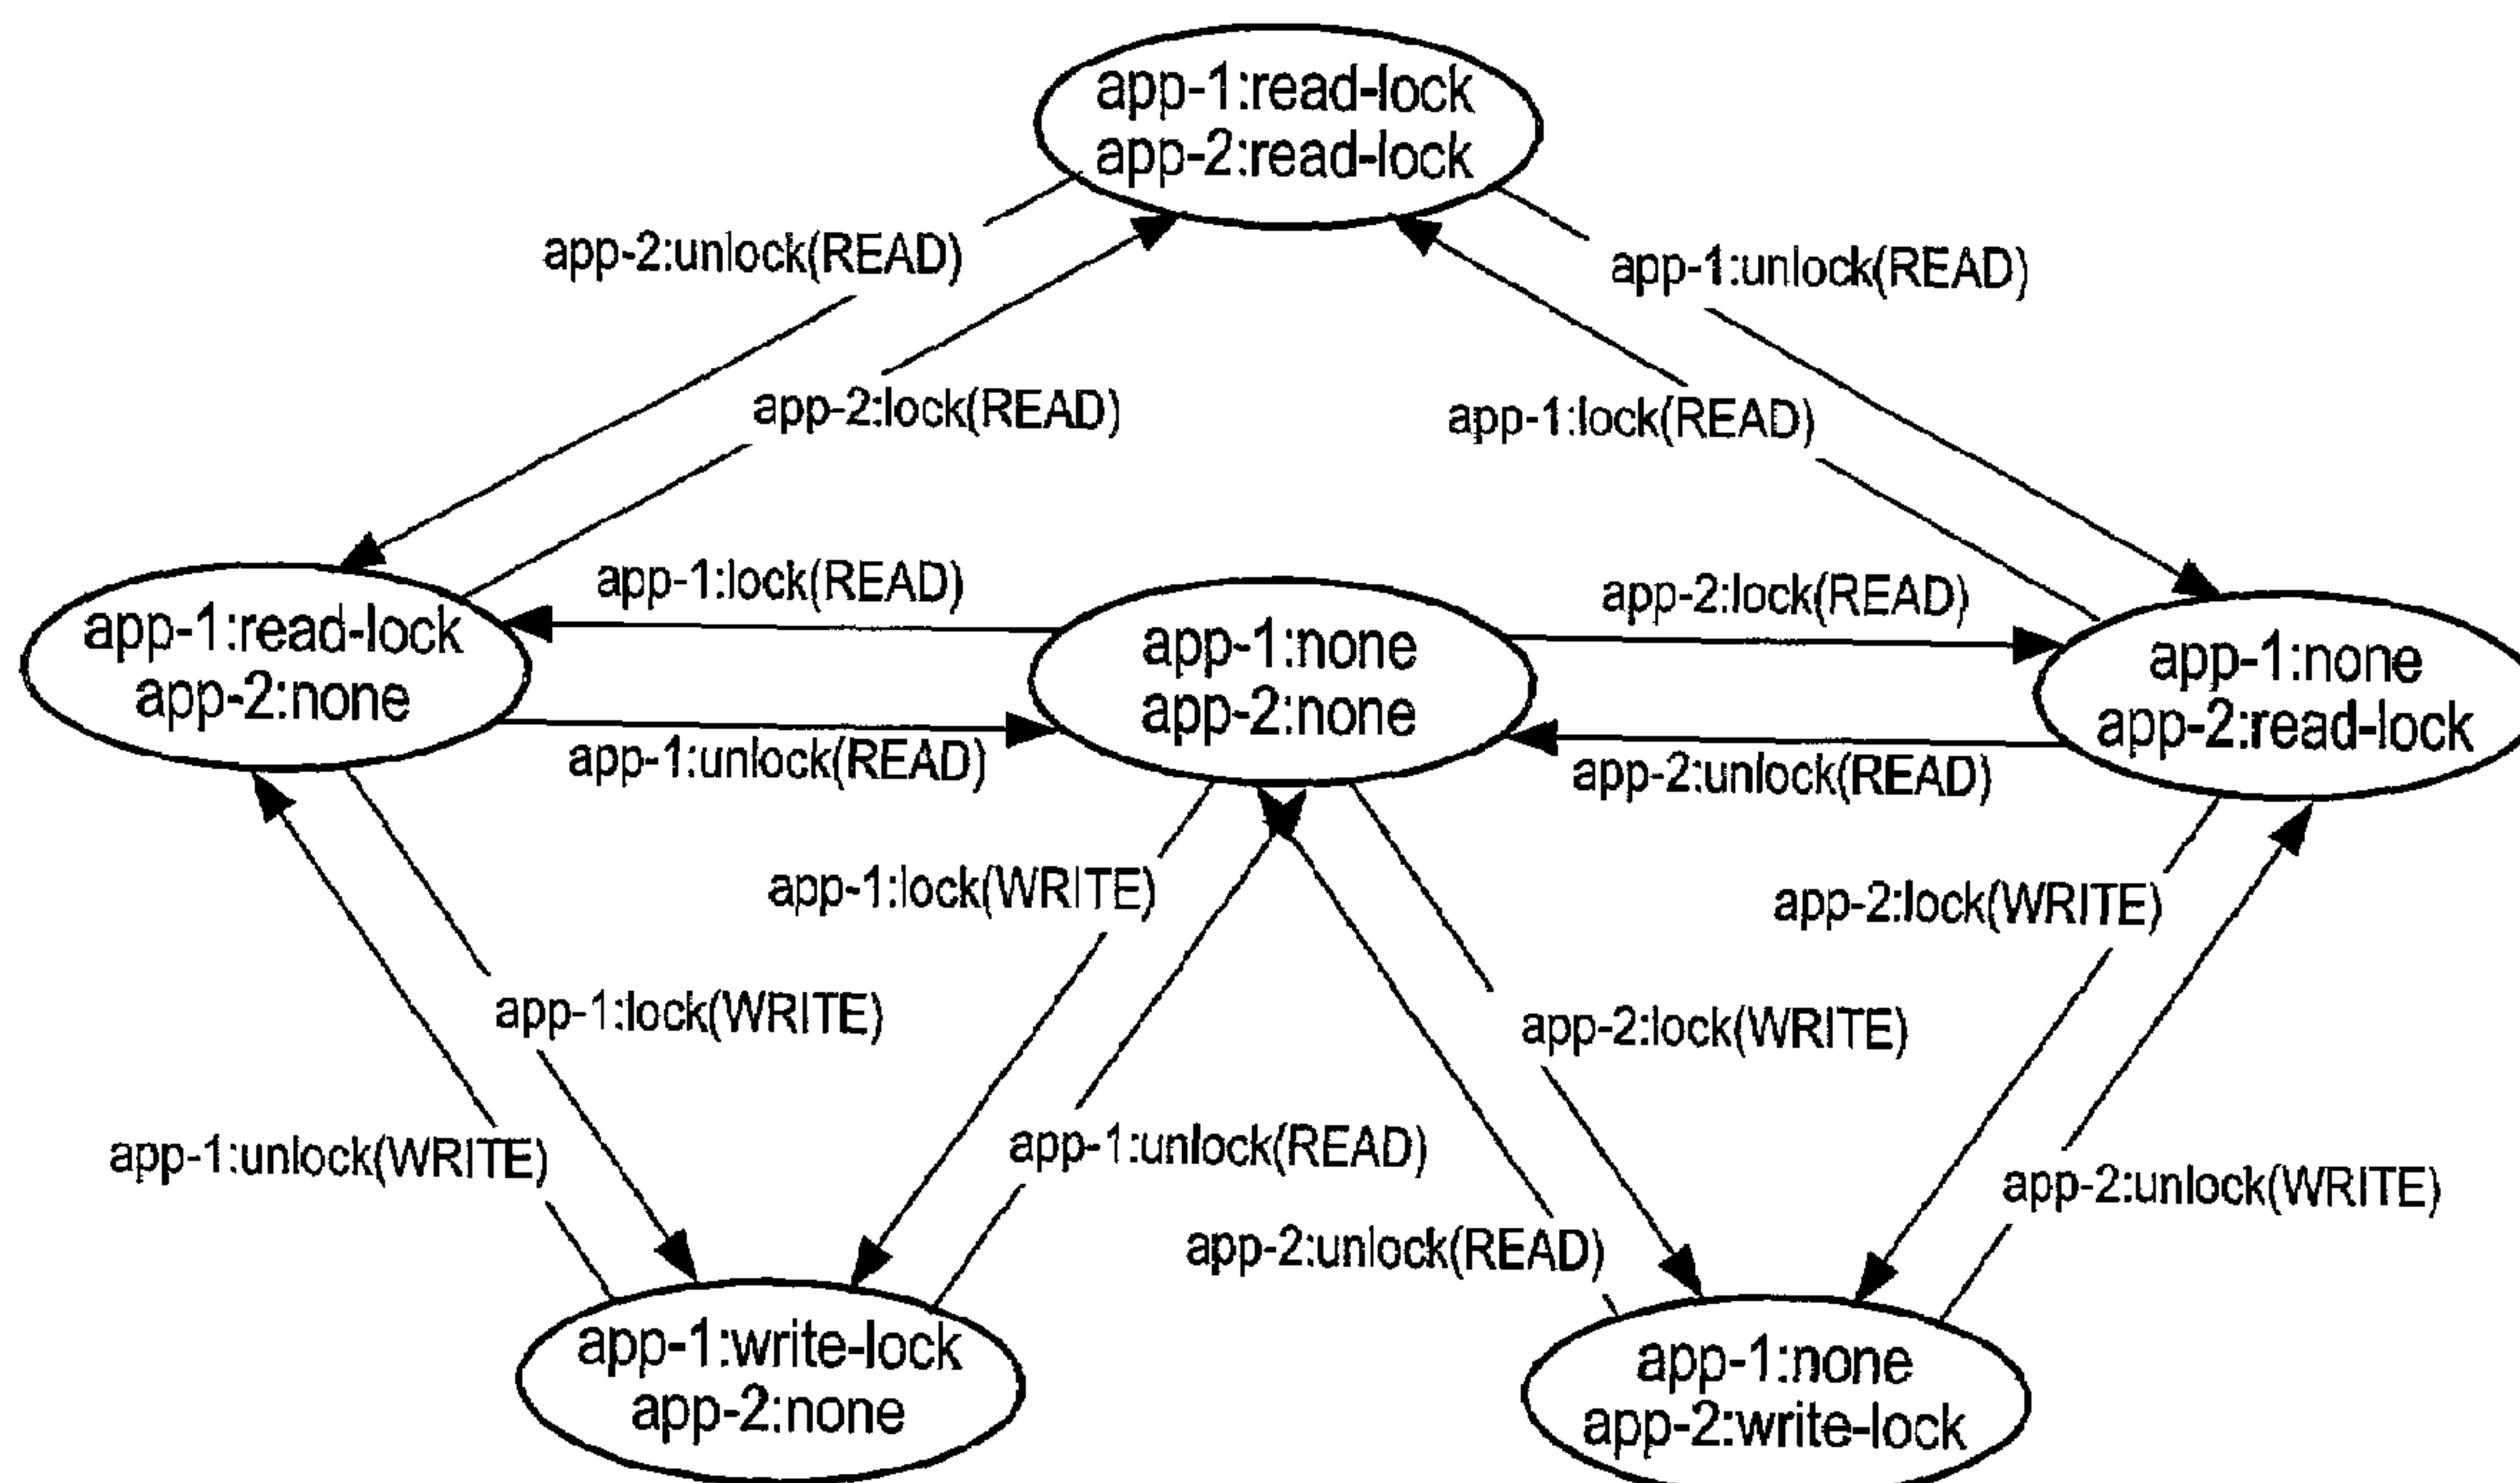 app-1:read-lock
app-2:read-lock
app-2:unlock(READ)
app-1:unlock(READ)
app-2:lock(READ)
app-1:lock(READ)
app-1:lock(READ)
app-2:lock(READ)
app-1:read-lock
app-2:none
app-1:none
app-2:none
app-1:none
app-2:read-lock
app-1:unlock(READ)
app-2:unlock(READ)
app-1:lock(WRITE)
app-2:lock(WRITE)
app-1:lock(WRITE)
app-2:lock(WRITE)
app-1:unlock(WRITE)
app-1:unlock(READ)
app-2:unlock(WRITE)
app-2:unlock(READ)
app-1:write-lock
app-2:none
app-1:none
app-2:write-lock